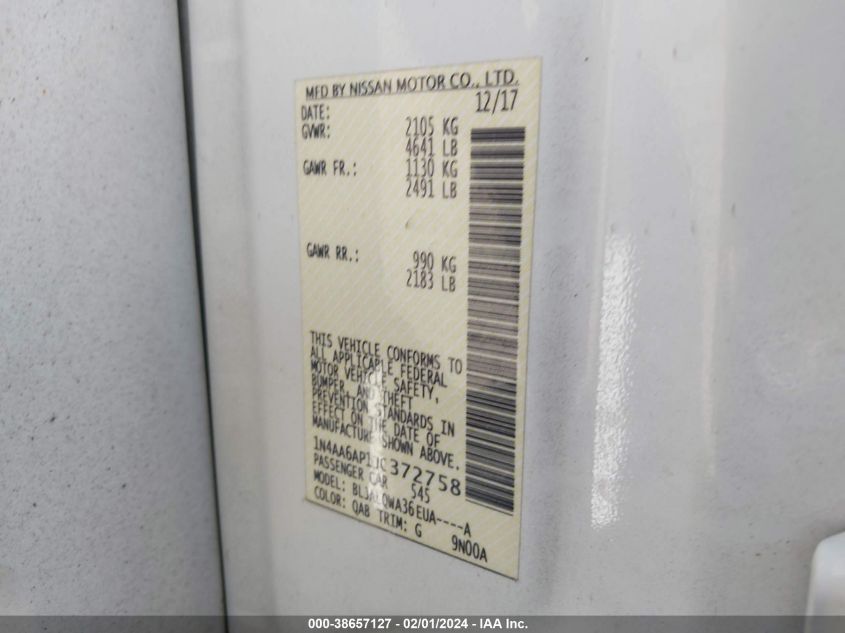 MFD BY NISSAN MOTOR CO., LTD.
DATE: 12/17
GVWR: 2105 KG
4641 LB
GAWR FR.: 1130 KG
2491 LB
GAWR RR.: 990 KG
2183 LB
THIS VEHICLE CONFORMS TO
ALL APPLICABLE FEDERAL
MOTOR VEHICLE SAFETY,
BUMPER, AND THEFT
PREVENTION STANDARDS IN
EFFECT ON THE DATE OF
MANUFACTURE SHOWN ABOVE.
1N4AA6AP1JC372758
PASSENGER CAR 545
MODEL: A
COLOR: QAB TRIM: G 9N00A
000-38657127 - 02/01/2024 - IAA Inc.